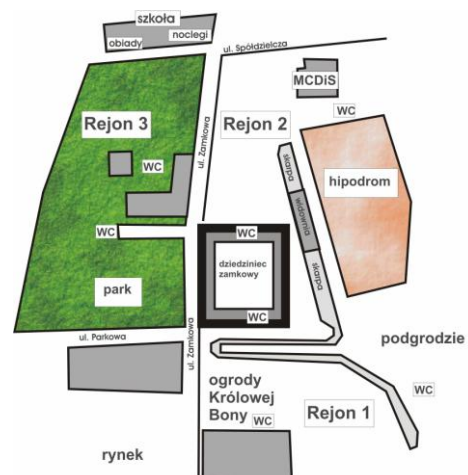 szkoła
nociegi
obiady
ul. Spółdzielcza
MCDiS
WC
Rejon 3
Rejon 2
ul. Zamkowa
skarpa
WC
hipodrom
widownia
WC
WC
dziedziniec
zamkowy
skarpa
park
WC
ul. Parkowa
ul. Zamkowa
podgrodzie
ogrody
Królowej
Bony
WC
WC
Rejon 1
rynek